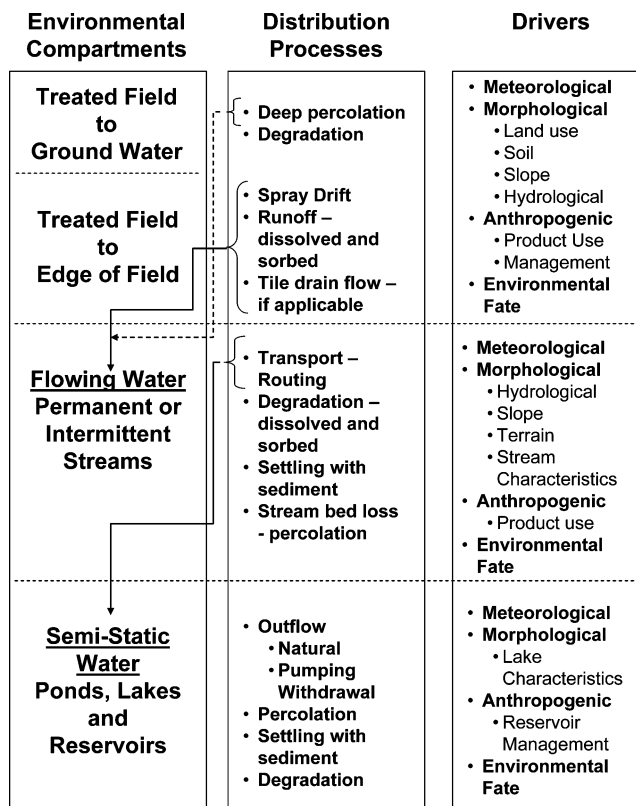 Environmental
Compartments
Distribution
Processes
Drivers
Treated Field
to
Ground Water
Treated Field
to
Edge of Field
Flowing Water
Permanent or
Intermittent
Streams
Semi-Static
Water
Ponds, Lakes
and
Reservoirs
• Deep percolation
• Degradation
• Spray Drift
• Runoff –
dissolved and
sorbed
• Tile drain flow –
if applicable
• Transport –
Routing
• Degradation –
dissolved and
sorbed
• Settling with
sediment
• Stream bed loss
- percolation
• Outflow
• Natural
• Pumping
Withdrawal
• Percolation
• Settling with
sediment
• Degradation
• Meteorological
• Morphological
• Land use
• Soil
• Slope
• Hydrological
• Anthropogenic
• Product Use
• Management
• Environmental
Fate
• Meteorological
• Morphological
• Hydrological
• Slope
• Terrain
• Stream
Characteristics
• Anthropogenic
• Product use
• Environmental
Fate
• Meteorological
• Morphological
• Lake
Characteristics
• Anthropogenic
• Reservoir
Management
• Environmental
Fate